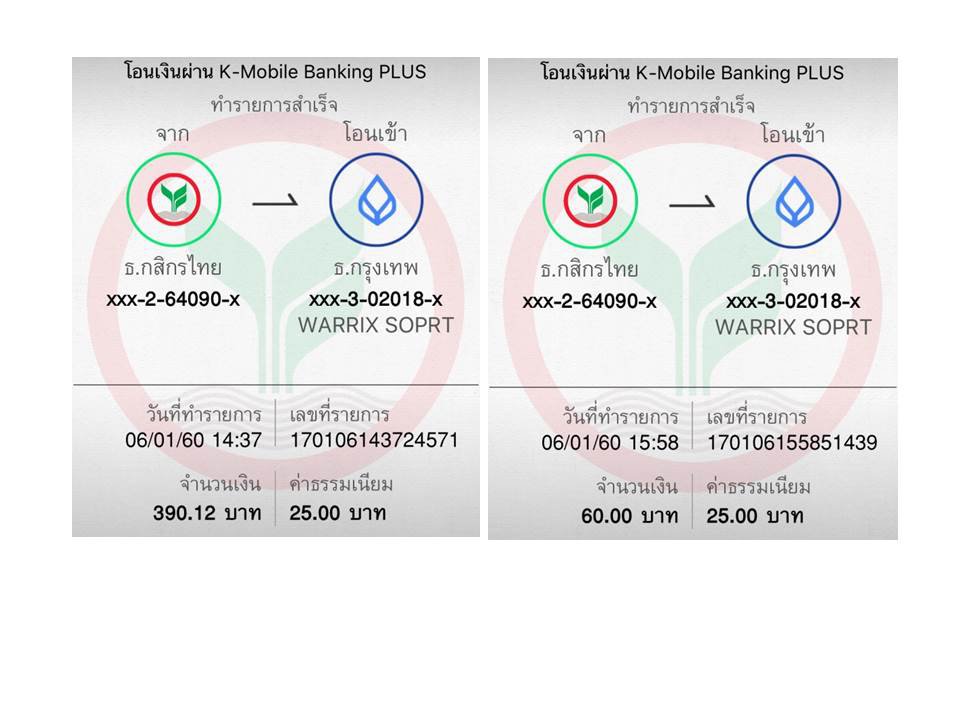 โอนเงินผ่าน K-Mobile Banking PLUS
ทำรายการสำเร็จ
จาก โอนเข้า
ธ.กสิกรไทย ธ.กรุงเทพ
xxx-2-64090-x xxx-3-02018-x
WARRIX SOPRT
วันที่ทำรายการ เลขที่รายการ
06/01/60 14:37 170106143724571
จำนวนเงิน ค่าธรรมเนียม
390.12 บาท 25.00 บาท
โอนเงินผ่าน K-Mobile Banking PLUS
ทำรายการสำเร็จ
จาก โอนเข้า
ธ.กสิกรไทย ธ.กรุงเทพ
xxx-2-64090-x xxx-3-02018-x
WARRIX SOPRT
วันที่ทำรายการ เลขที่รายการ
06/01/60 15:58 170106155851439
จำนวนเงิน ค่าธรรมเนียม
60.00 บาท 25.00 บาท